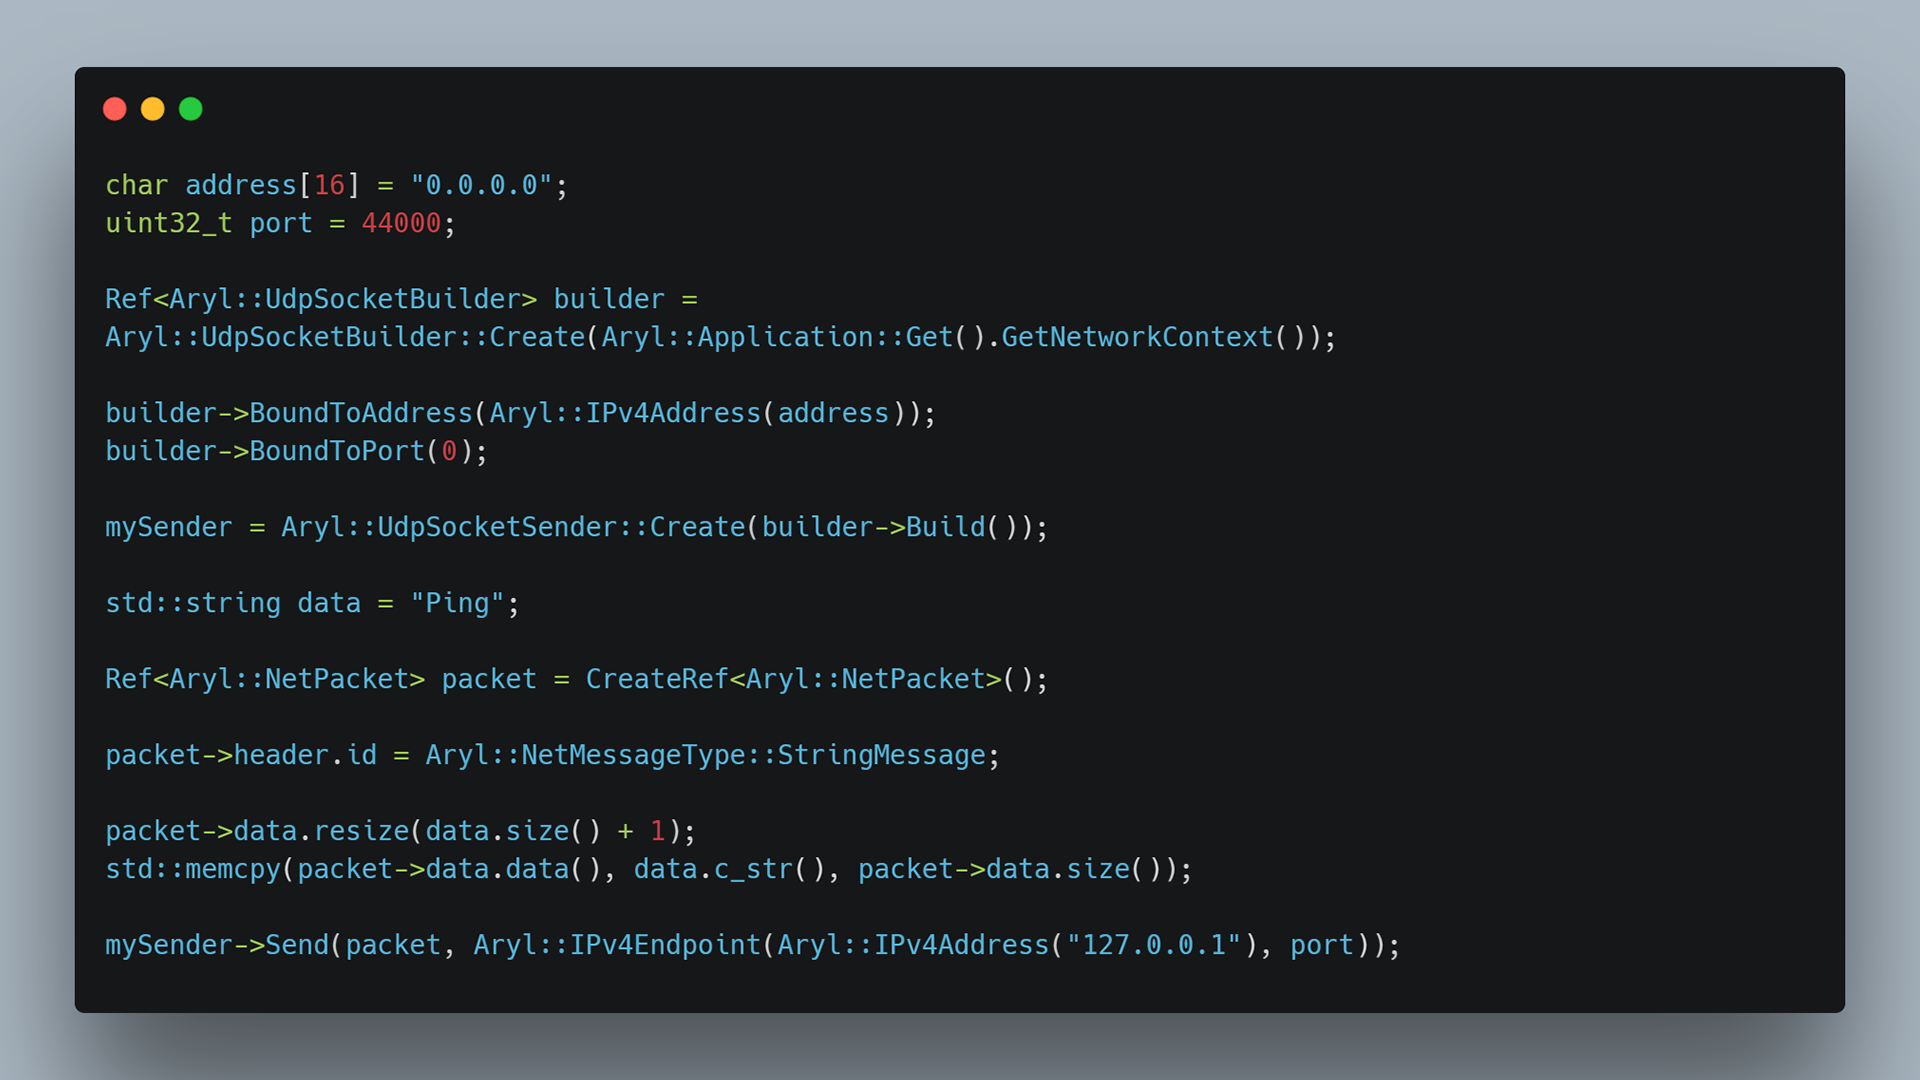 char address[16] = "0.0.0.0";
uint32_t port = 44000;
Ref<Aryl::UdpSocketBuilder> builder =
Aryl::UdpSocketBuilder::Create(Aryl::Application::Get().GetNetworkContext());
builder->BoundToAddress(Aryl::IPv4Address(address));
builder->BoundToPort(0);
mySender = Aryl::UdpSocketSender::Create(builder->Build());
std::string data = "Ping";
Ref<Aryl::NetPacket> packet = CreateRef<Aryl::NetPacket>();
packet->header.id = Aryl::NetMessageType::StringMessage;
packet->data.resize(data.size() + 1);
std::memcpy(packet->data.data(), data.c_str(), packet->data.size());
mySender->Send(packet, Aryl::IPv4Endpoint(Aryl::IPv4Address("127.0.0.1"), port));